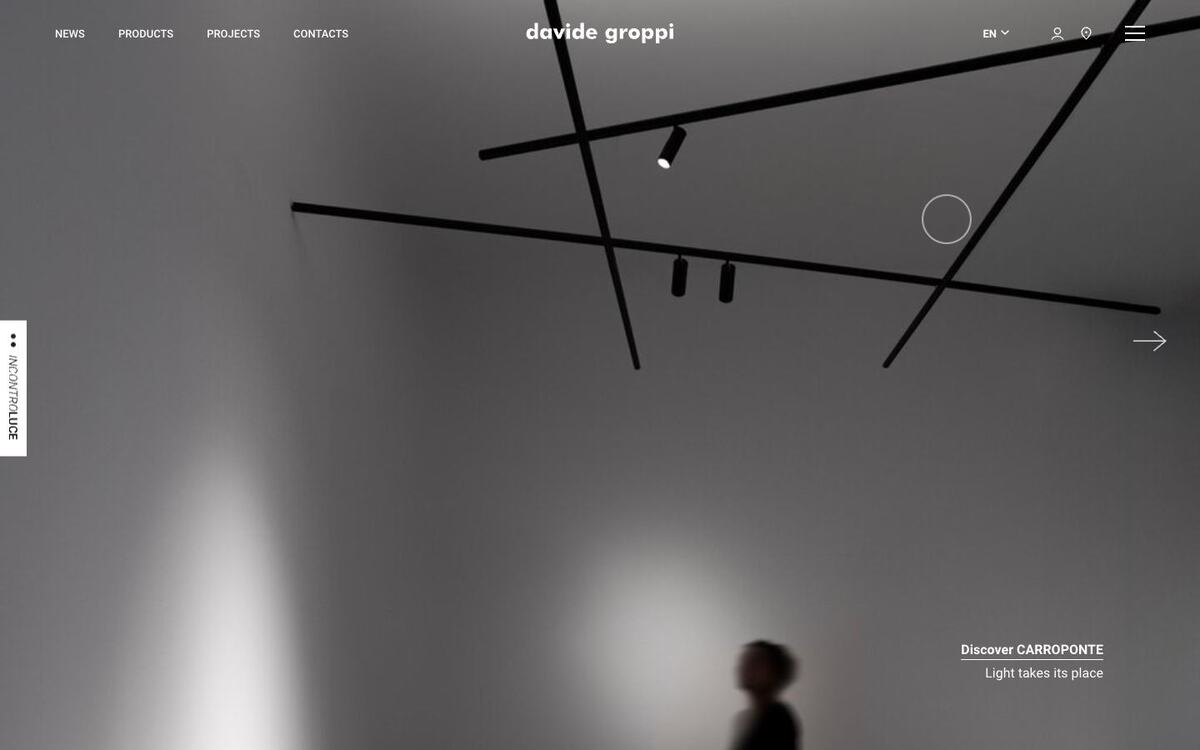 NEWS
PRODUCTS
PROJECTS
CONTACTS
davide groppi
EN
INCONTROLUCE
Discover CARROPONTE
Light takes its place